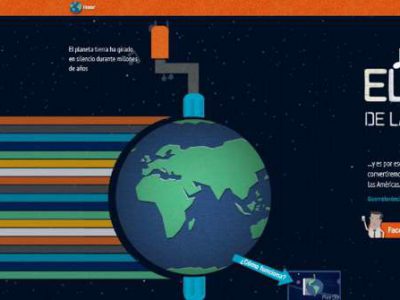 El planeta tierra ha girado
en silencio durante millones
de años
EL
DE LA
...y es por es
convertiremo
las Américas.
¿Cómo funciona?
Face